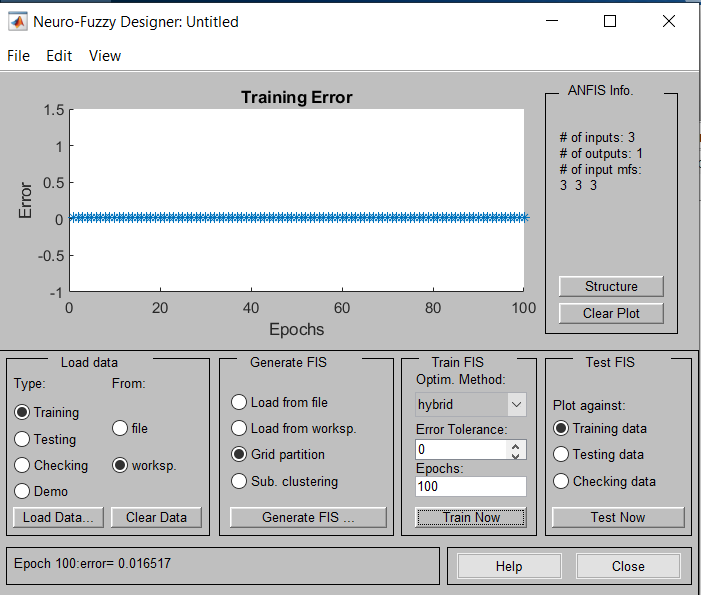 Neuro-Fuzzy Designer: Untitled
File Edit View
Training Error
1.5
1
0.5
0
-0.5
-1
Error
0 20 40 60 80 100
Epochs
ANFIS Info.
# of inputs: 3
# of outputs: 1
# of input mfs:
3 3 3
Structure
Clear Plot
Load data
Type: From:
Training
Testing
Checking
Demo
file
worksp.
Load Data... Clear Data
Generate FIS
Load from file
Load from worksp.
Grid partition
Sub. clustering
Generate FIS ...
Train FIS
Optim. Method:
hybrid
Error Tolerance:
0
Epochs:
100
Train Now
Test FIS
Plot against:
Training data
Testing data
Checking data
Test Now
Epoch 100:error= 0.016517
Help Close